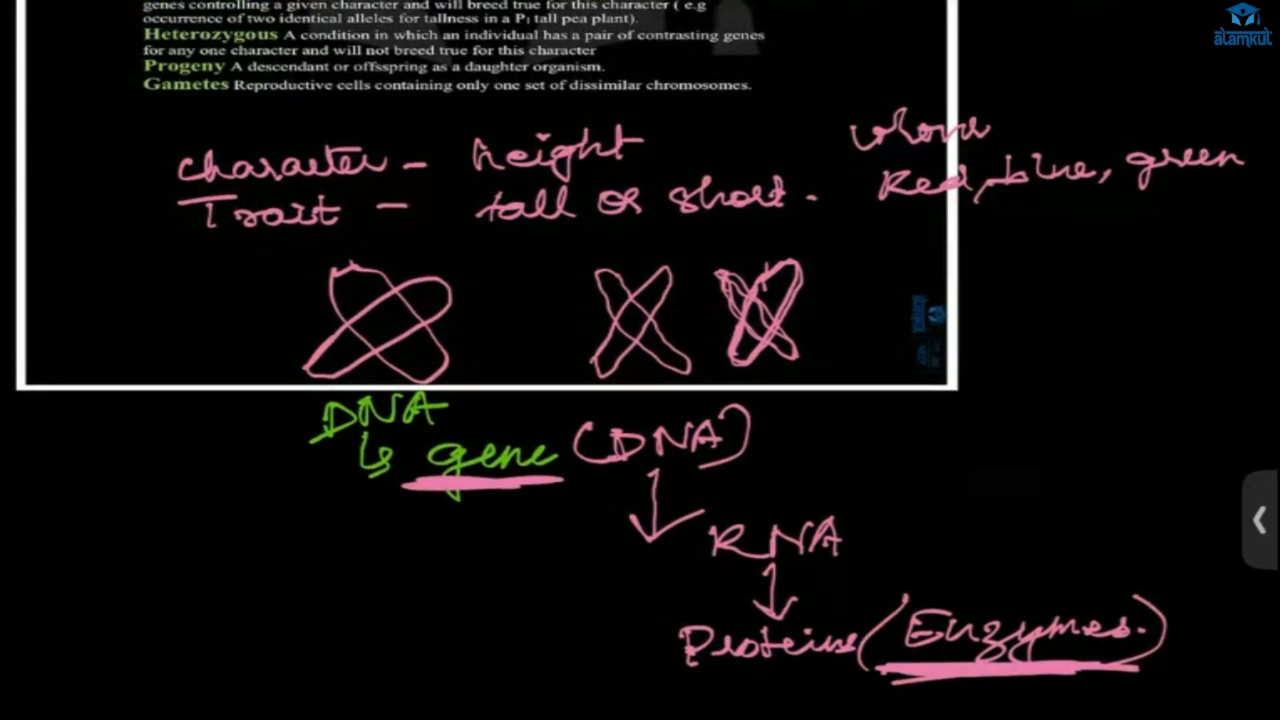 genes controlling a given character and will breed true for this character ( e.g
occurrence of two identical alleles for tallness in a P1 tall pea plant).
Heterozygous A condition in which an individual has a pair of contrasting genes
for any one character and will not breed true for this character
Progeny A descendant or offsspring as a daughter organism.
Gametes Reproductive cells containing only one set of dissimilar chromosomes.
alamkul
character - height
Trait - tall or short.
Red, blue, green
DNA
gene (DNA)
RNA
Proteins (Enzymes.)